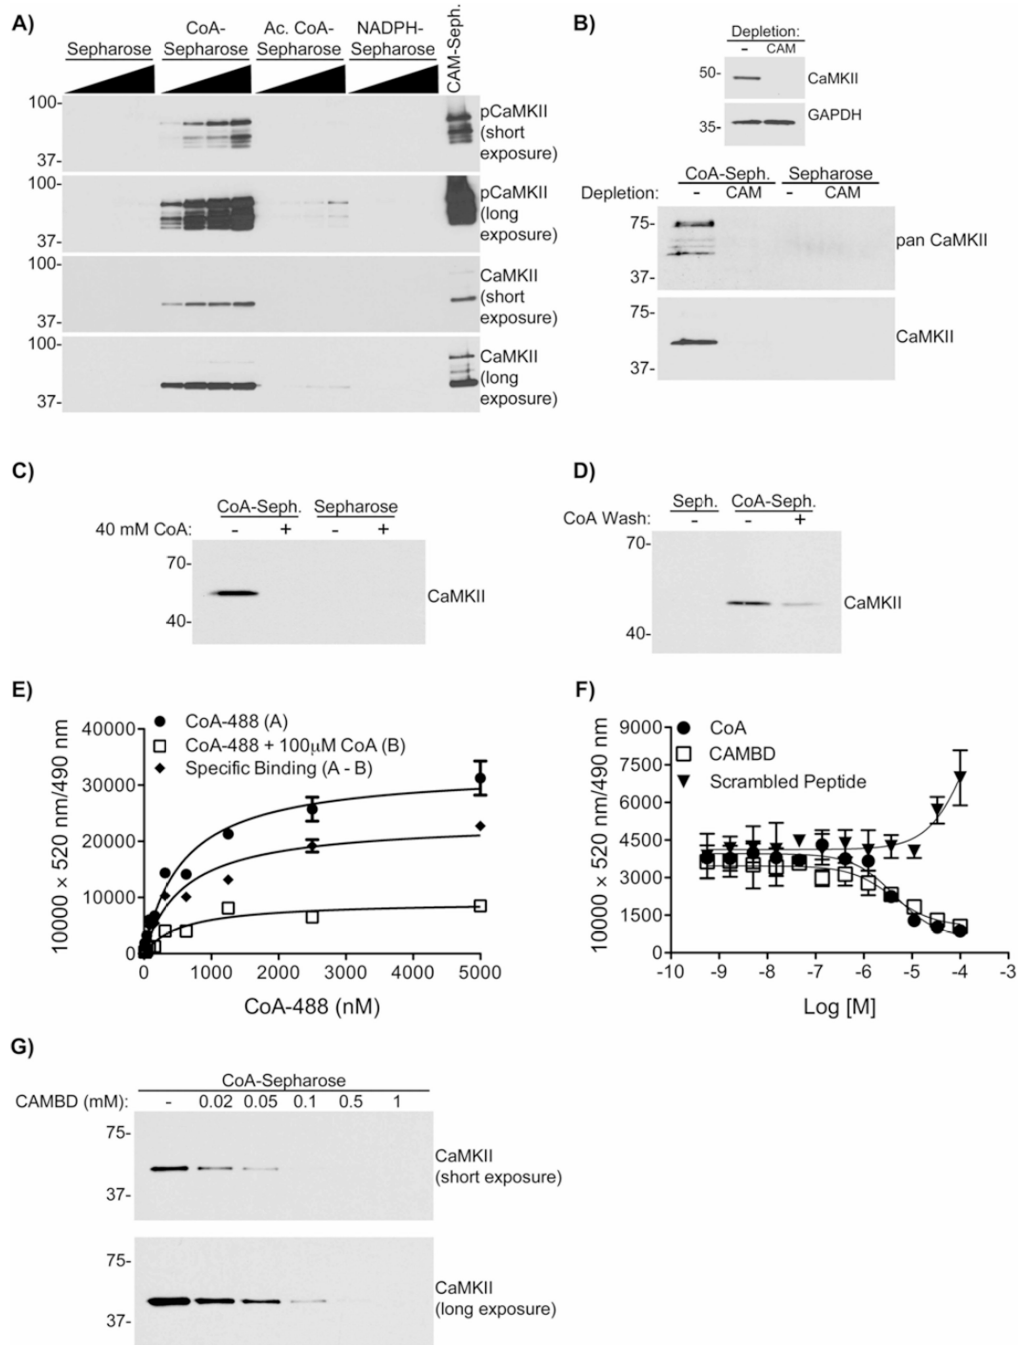 A)
Sepharose
CoA-
Sepharose
Ac. CoA-
Sepharose
NADPH-
Sepharose
CAM-Seph.
100-
37-
pCaMKII
(short
exposure)
100-
37-
pCaMKII
(long
exposure)
100-
37-
CaMKII
(short
exposure)
100-
37-
CaMKII
(long
exposure)
B)
Depletion:
- CAM
50-
CaMKII
35-
GAPDH
CoA-Seph. Sepharose
Depletion: - CAM - CAM
75-
37-
pan CaMKII
75-
37-
CaMKII
C)
CoA-Seph. Sepharose
40 mM CoA: - + - +
70-
40-
CaMKII
D)
Seph. CoA-Seph.
CoA Wash: - - +
70-
40-
CaMKII
E)
10000 × 520 nm/490 nm
40000
30000
20000
10000
0
CoA-488 (A)
CoA-488 + 100μM CoA (B)
Specific Binding (A - B)
0 1000 2000 3000 4000 5000
CoA-488 (nM)
F)
10000 × 520 nm/490 nm
9000
7500
6000
4500
3000
1500
0
CoA
CAMBD
Scrambled Peptide
-10 -9 -8 -7 -6 -5 -4 -3
Log [M]
G)
CoA-Sepharose
CAMBD (mM): - 0.02 0.05 0.1 0.5 1
75-
37-
CaMKII
(short exposure)
75-
37-
CaMKII
(long exposure)